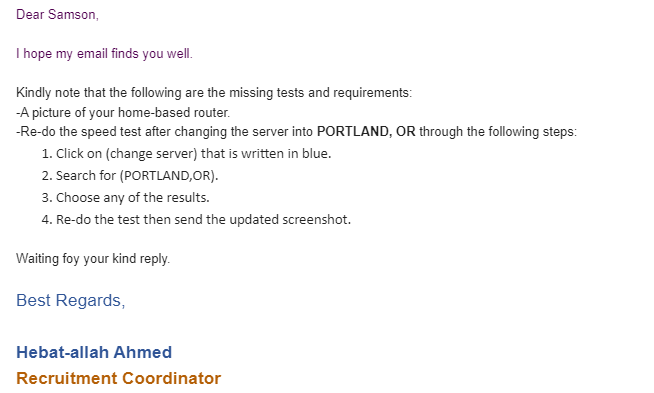 Dear Samson,
I hope my email finds you well.
Kindly note that the following are the missing tests and requirements:
-A picture of your home-based router.
-Re-do the speed test after changing the server into PORTLAND, OR through the following steps:
1. Click on (change server) that is written in blue.
2. Search for (PORTLAND,OR).
3. Choose any of the results.
4. Re-do the test then send the updated screenshot.
Waiting foy your kind reply.
Best Regards,
Hebat-allah Ahmed
Recruitment Coordinator